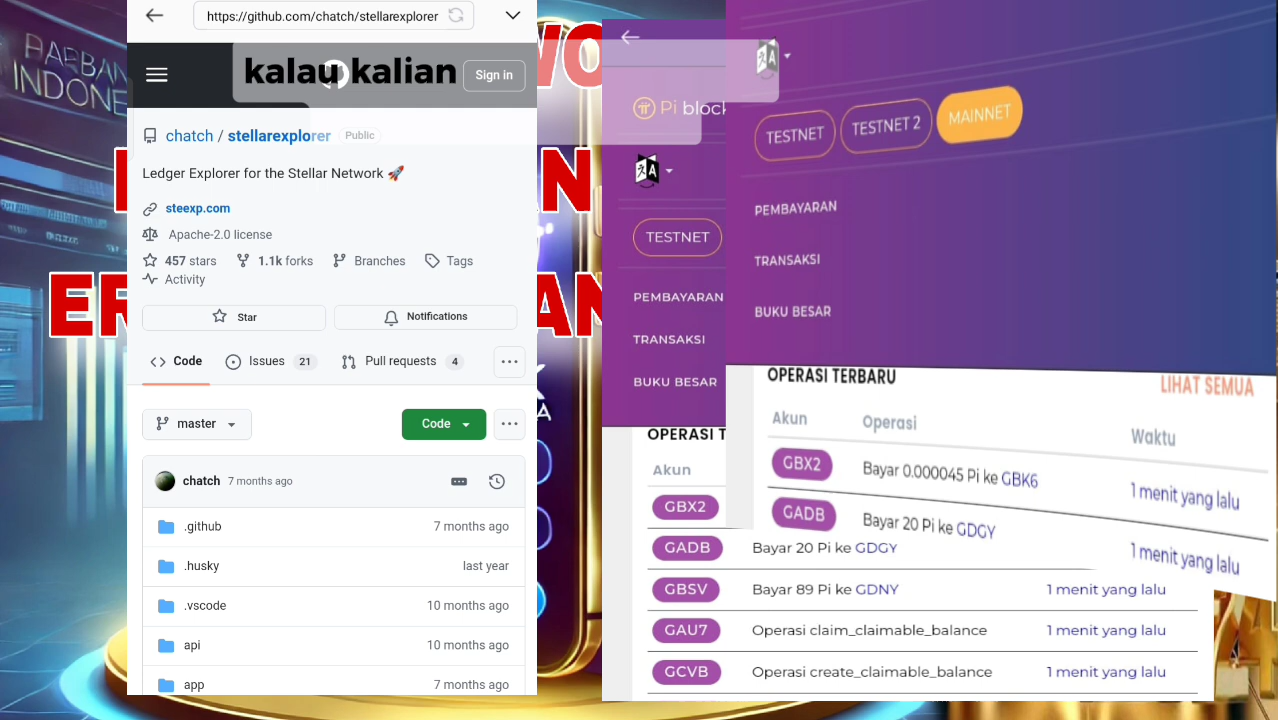 https://github.com/chatch/stellarexplorer
kalau kalian
Sign in
chatch / stellarexplorer Public
Ledger Explorer for the Stellar Network 🚀
steexp.com
Apache-2.0 license
457 stars 1.1k forks Branches Tags
Activity
Star Notifications
Code Issues 21 Pull requests 4
master Code
chatch 7 months ago
.github 7 months ago
.husky last year
.vscode 10 months ago
api 10 months ago
app 7 months ago
INDONE
ER
AN
Pi block
TESTNET
PEMBAYARAN
TRANSAKSI
BUKU BESAR
OPERASI T
Akun
GBX2
GADB Bayar 20 Pi ke GDGY
GBSV Bayar 89 Pi ke GDNY 1 menit yang lalu
GAU7 Operasi claim_claimable_balance 1 menit yang lalu
GCVB Operasi create_claimable_balance 1 menit yang lalu
TESTNET TESTNET 2 MAINNET
PEMBAYARAN
TRANSAKSI
BUKU BESAR
OPERASI TERBARU LIHAT SEMUA
Akun Operasi Waktu
GBX2 Bayar 0.000045 Pi ke GBK6 1 menit yang lalu
GADB Bayar 20 Pi ke GDGY 1 menit yang lalu